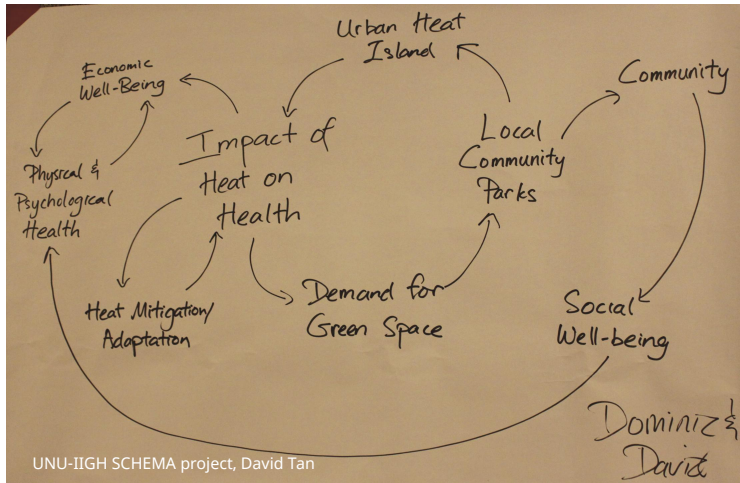 Urban Heat
Island
Economic
Well-Being
Community
Impact of
Heat on
Health
Local
Community
Parks
Physical &
Psychological
Health
Heat Mitigation/
Adaptation
Demand for
Green Space
Social
Well-being
Dominiz &
David
UNU-IIGH SCHEMA project, David Tan